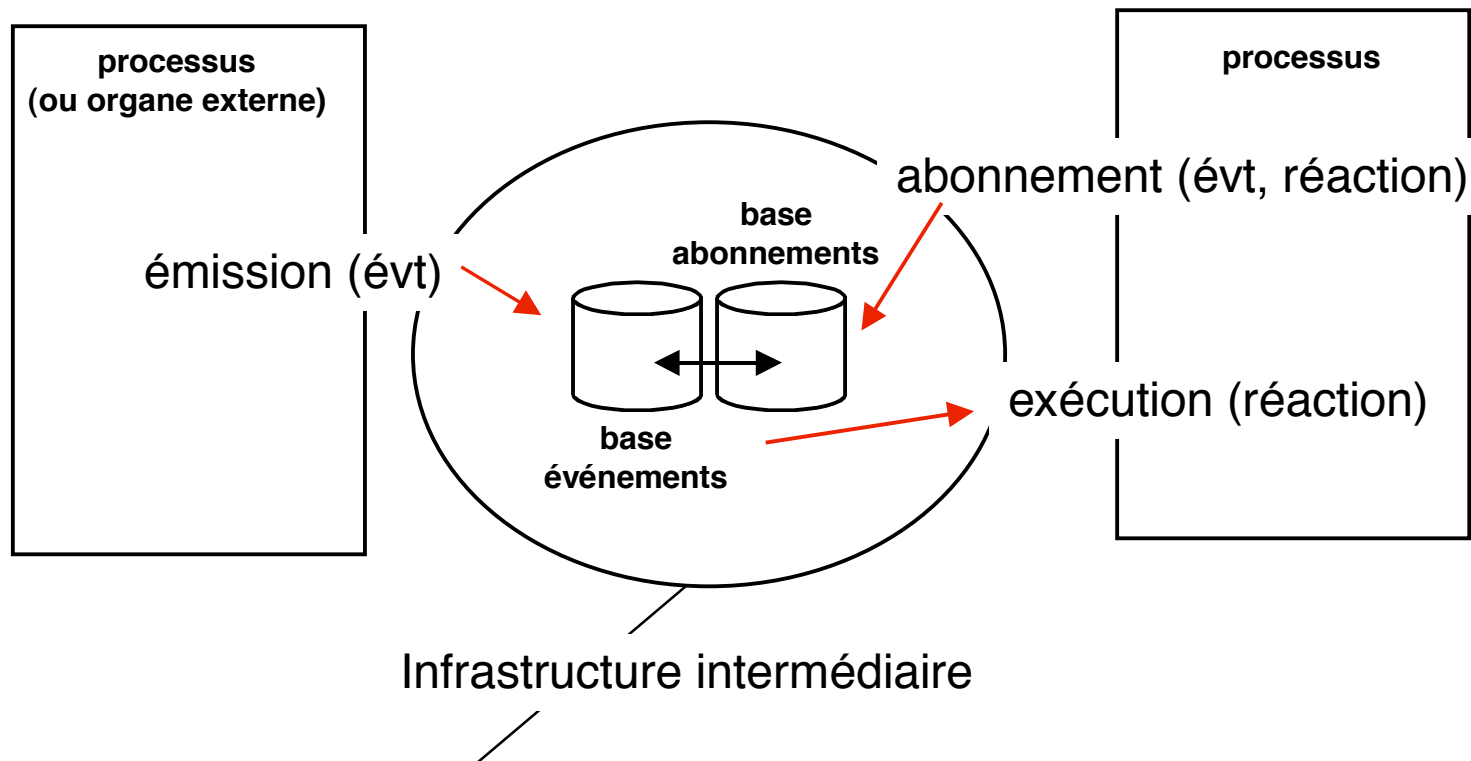 processus
(ou organe externe)
processus
abonnement (évt, réaction)
base
abonnements
émission (évt)
exécution (réaction)
base
événements
Infrastructure intermédiaire